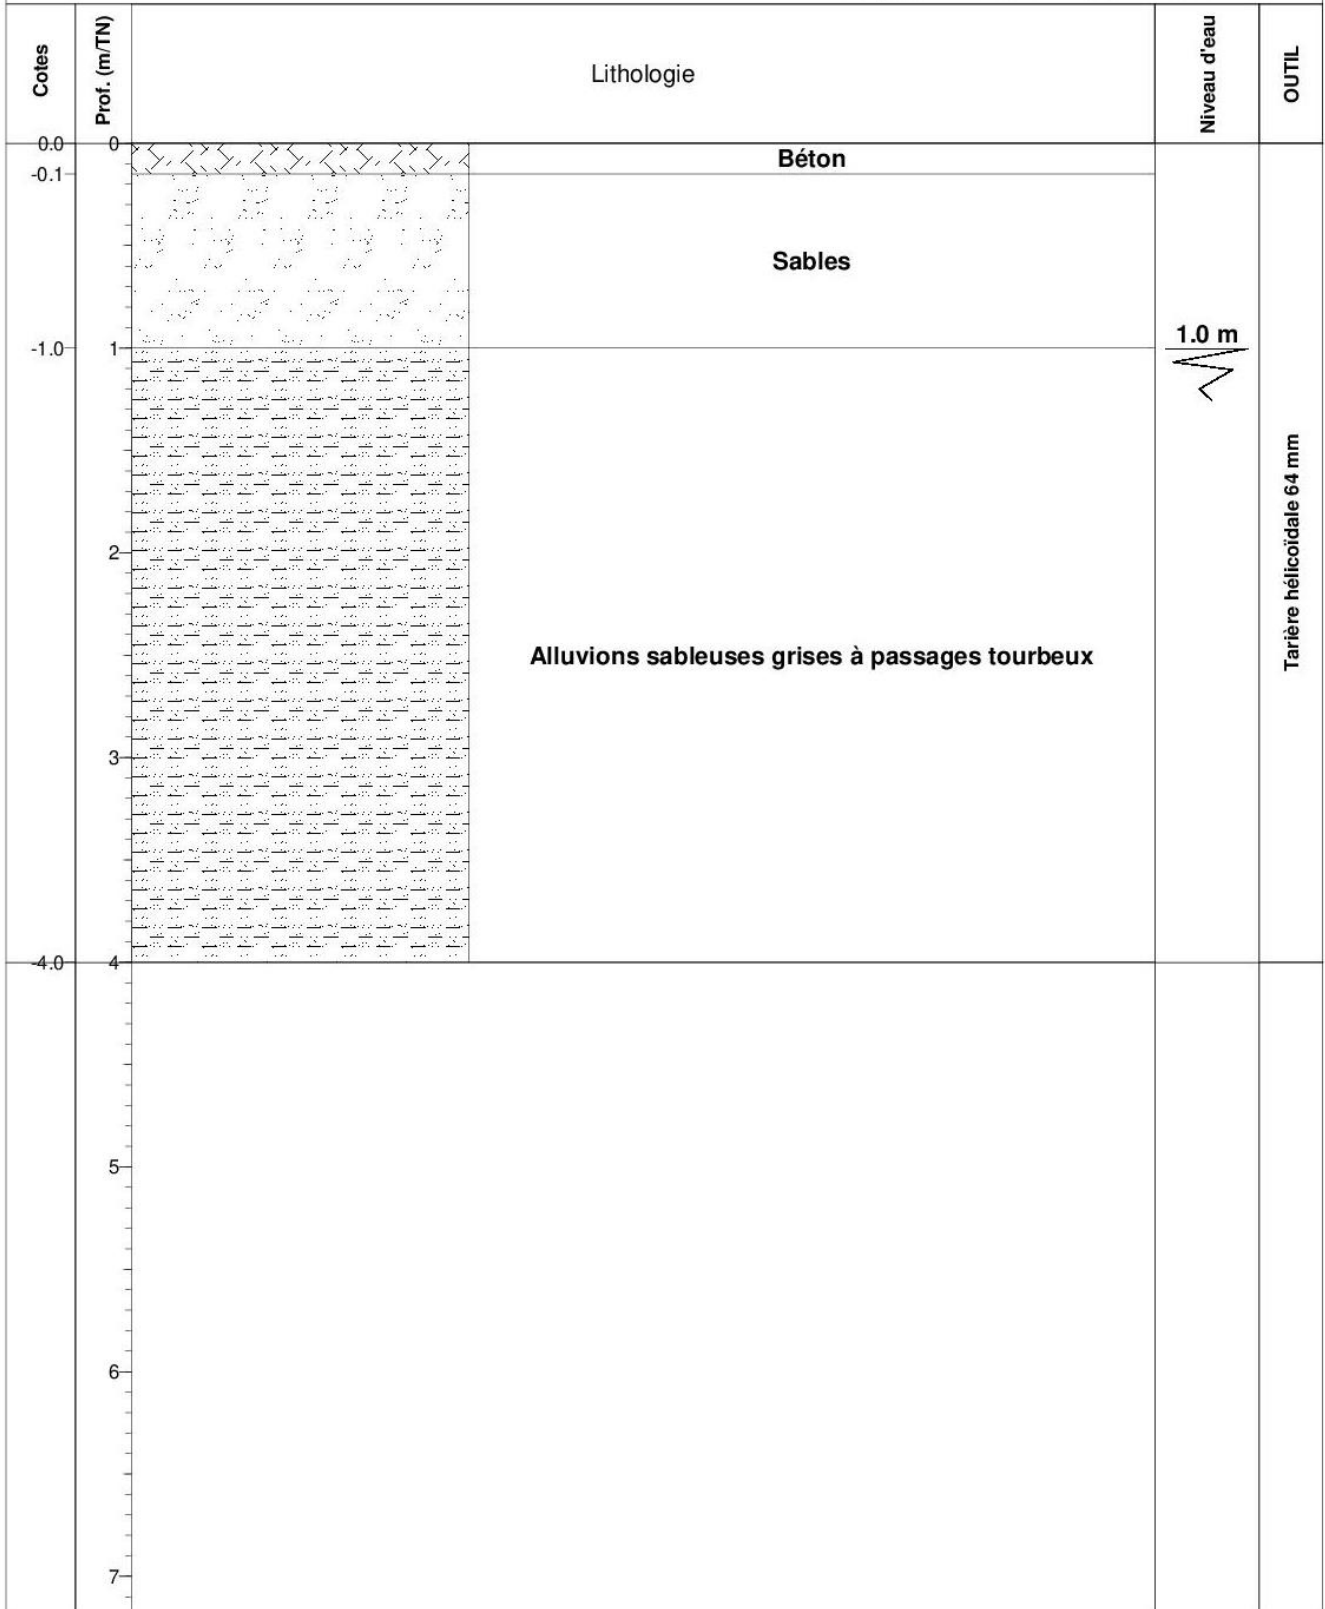 Cotes
Prof. (m/TN)
Lithologie
Niveau d'eau
OUTIL
0.0
0
Béton
-0.1
Sables
1.0 m
-1.0
1
2
Tarière hélicoïdale 64 mm
Alluvions sableuses grises à passages tourbeux
3
-4.0
4
5
6
7